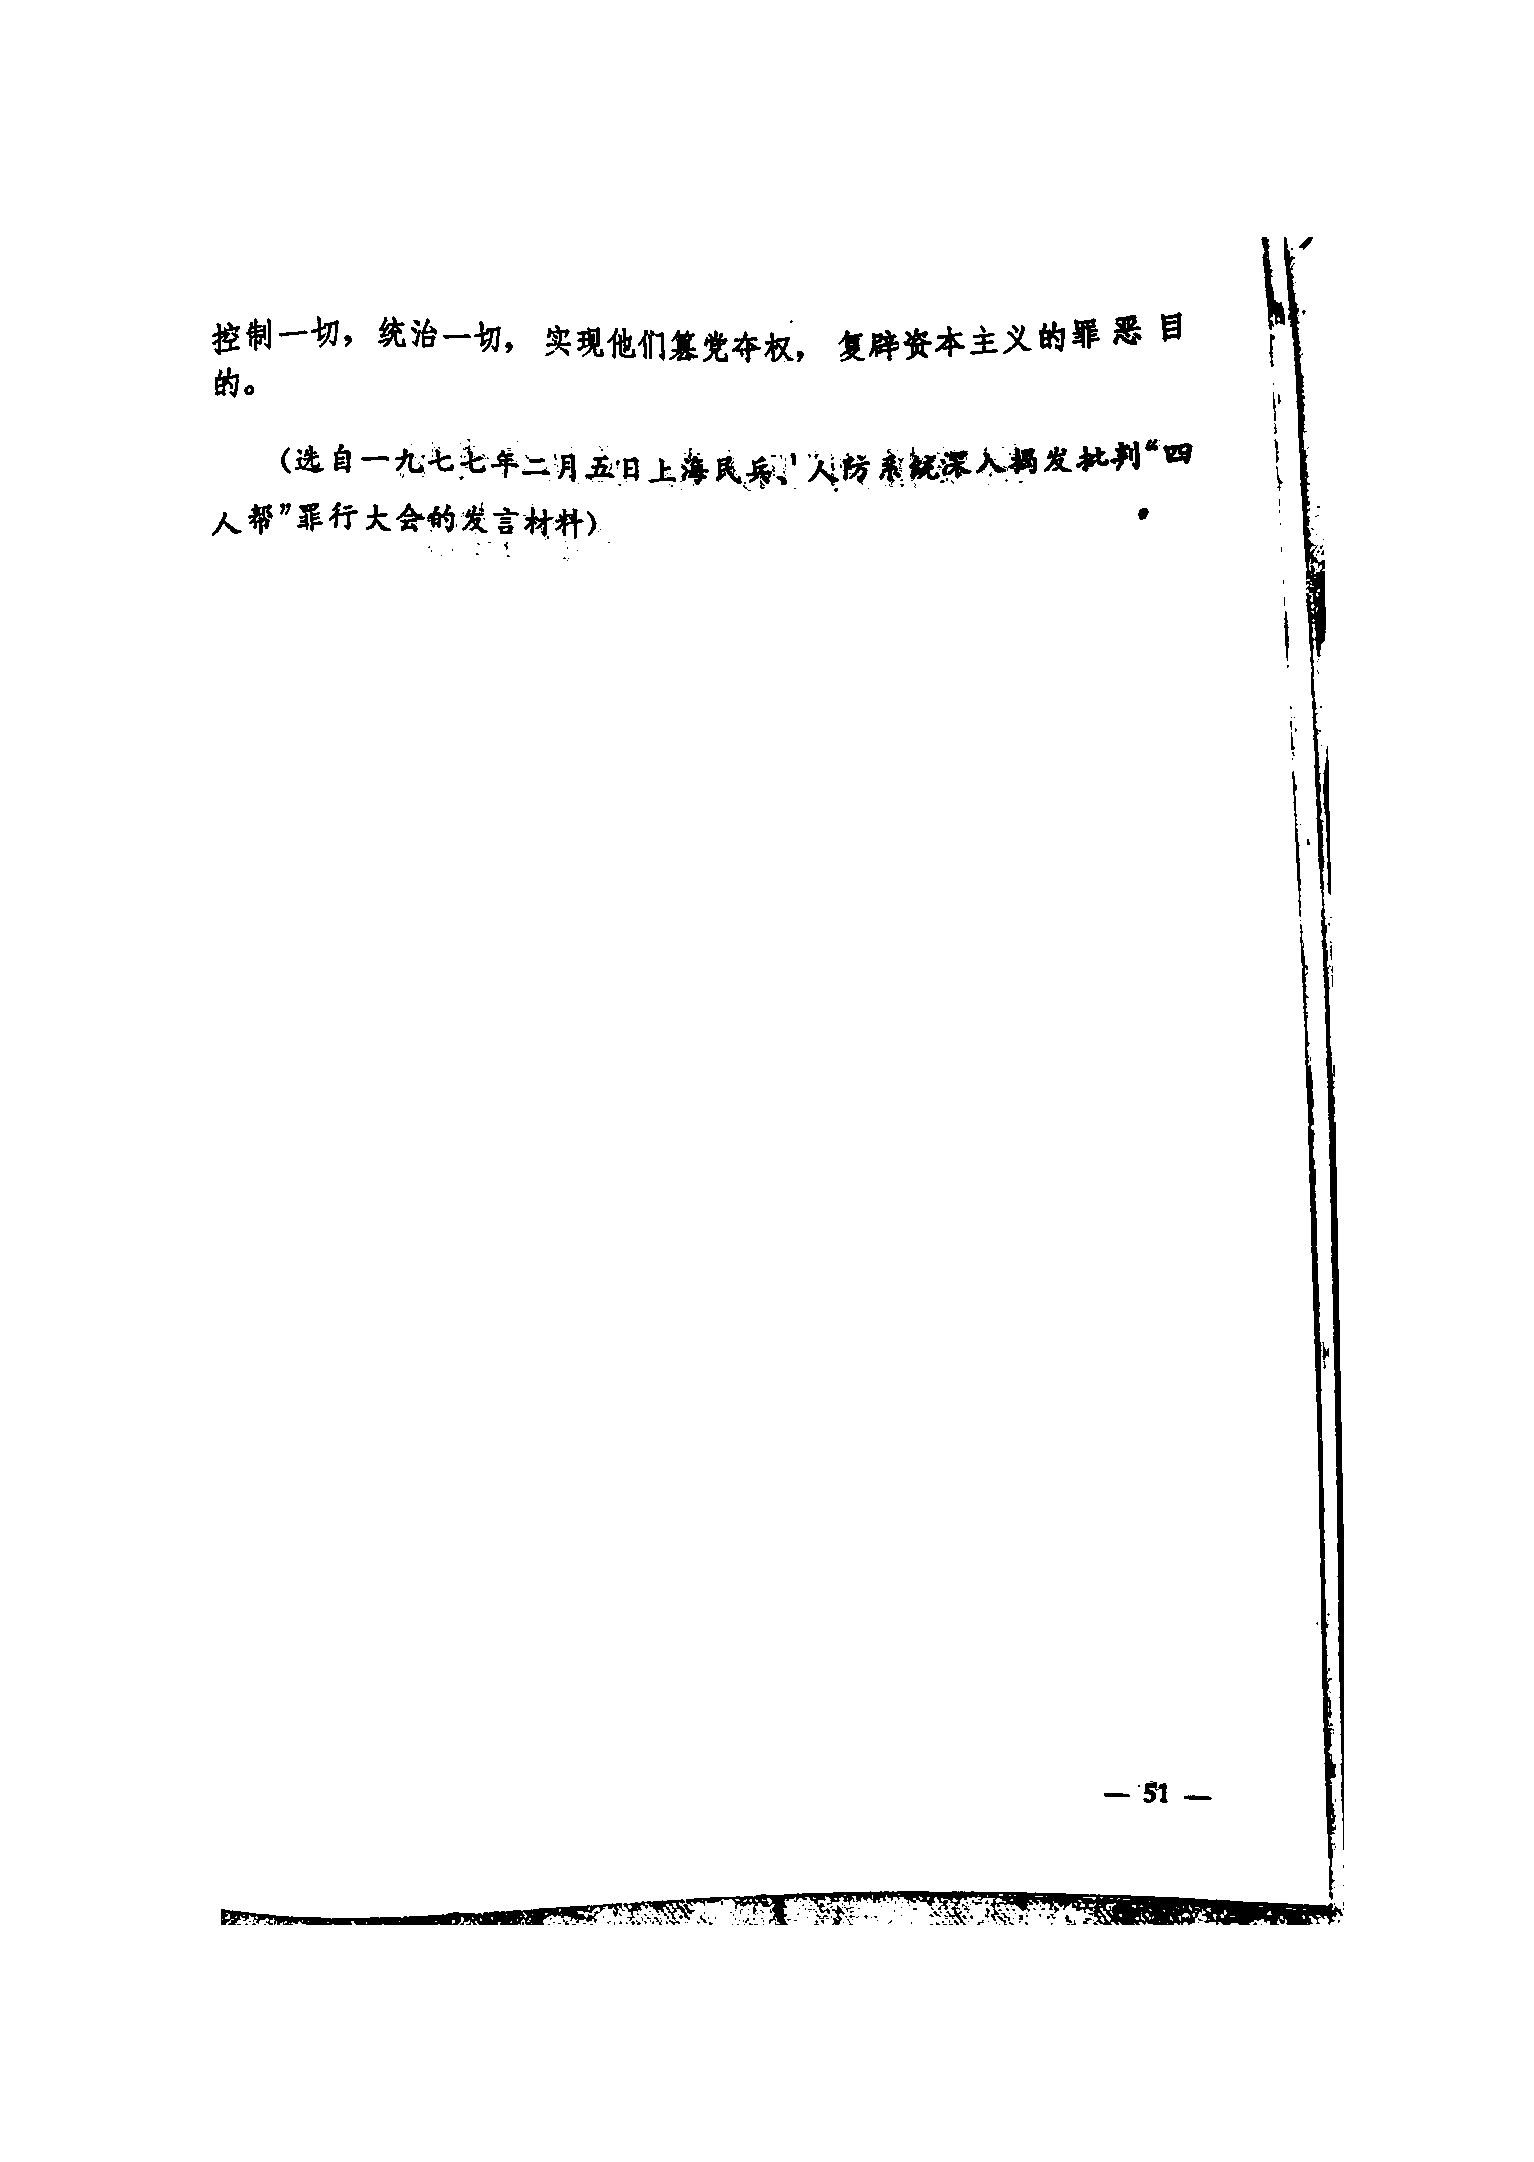 控制一切，统治一切，实现他们篡党夺权，复辟资本主义的罪恶目
的。
（选自一九七七年二月五日上海民兵、人防系统深入揭发批判“四
人帮”罪行大会的发言材料）
— 51 —